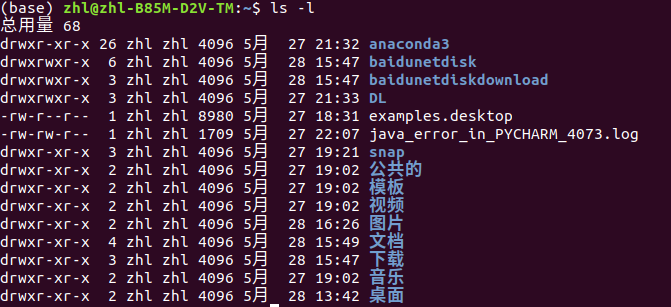 (base) zhl@zhl-B85M-D2V-TM:~$ ls -l
总用量 68
drwxr-xr-x 26 zhl zhl 4096 5月 27 21:32 anaconda3
drwxrwxr-x 6 zhl zhl 4096 5月 28 15:47 baidunetdisk
drwxrwxr-x 3 zhl zhl 4096 5月 28 15:47 baidunetdiskdownload
drwxrwxr-x 3 zhl zhl 4096 5月 27 21:33 DL
-rw-r--r-- 1 zhl zhl 8980 5月 27 18:31 examples.desktop
-rw-rw-r-- 1 zhl zhl 1709 5月 27 22:07 java_error_in_PYCHARM_4073.log
drwxr-xr-x 3 zhl zhl 4096 5月 27 19:21 snap
drwxr-xr-x 2 zhl zhl 4096 5月 27 19:02 公共的
drwxr-xr-x 2 zhl zhl 4096 5月 27 19:02 模板
drwxr-xr-x 2 zhl zhl 4096 5月 27 19:02 视频
drwxr-xr-x 2 zhl zhl 4096 5月 28 16:26 图片
drwxr-xr-x 4 zhl zhl 4096 5月 28 15:49 文档
drwxr-xr-x 3 zhl zhl 4096 5月 28 15:47 下载
drwxr-xr-x 2 zhl zhl 4096 5月 27 19:02 音乐
drwxr-xr-x 2 zhl zhl 4096 5月 28 13:42 桌面